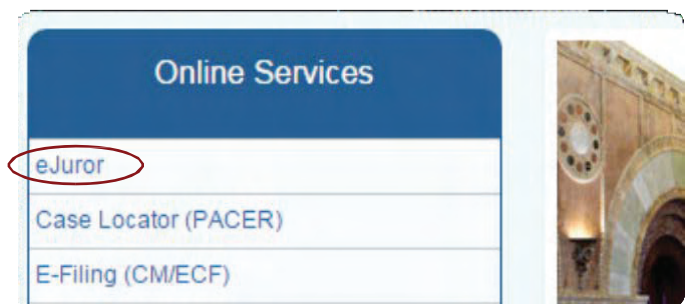 Online Services
eJuror
Case Locator (PACER)
E-Filing (CM/ECF)